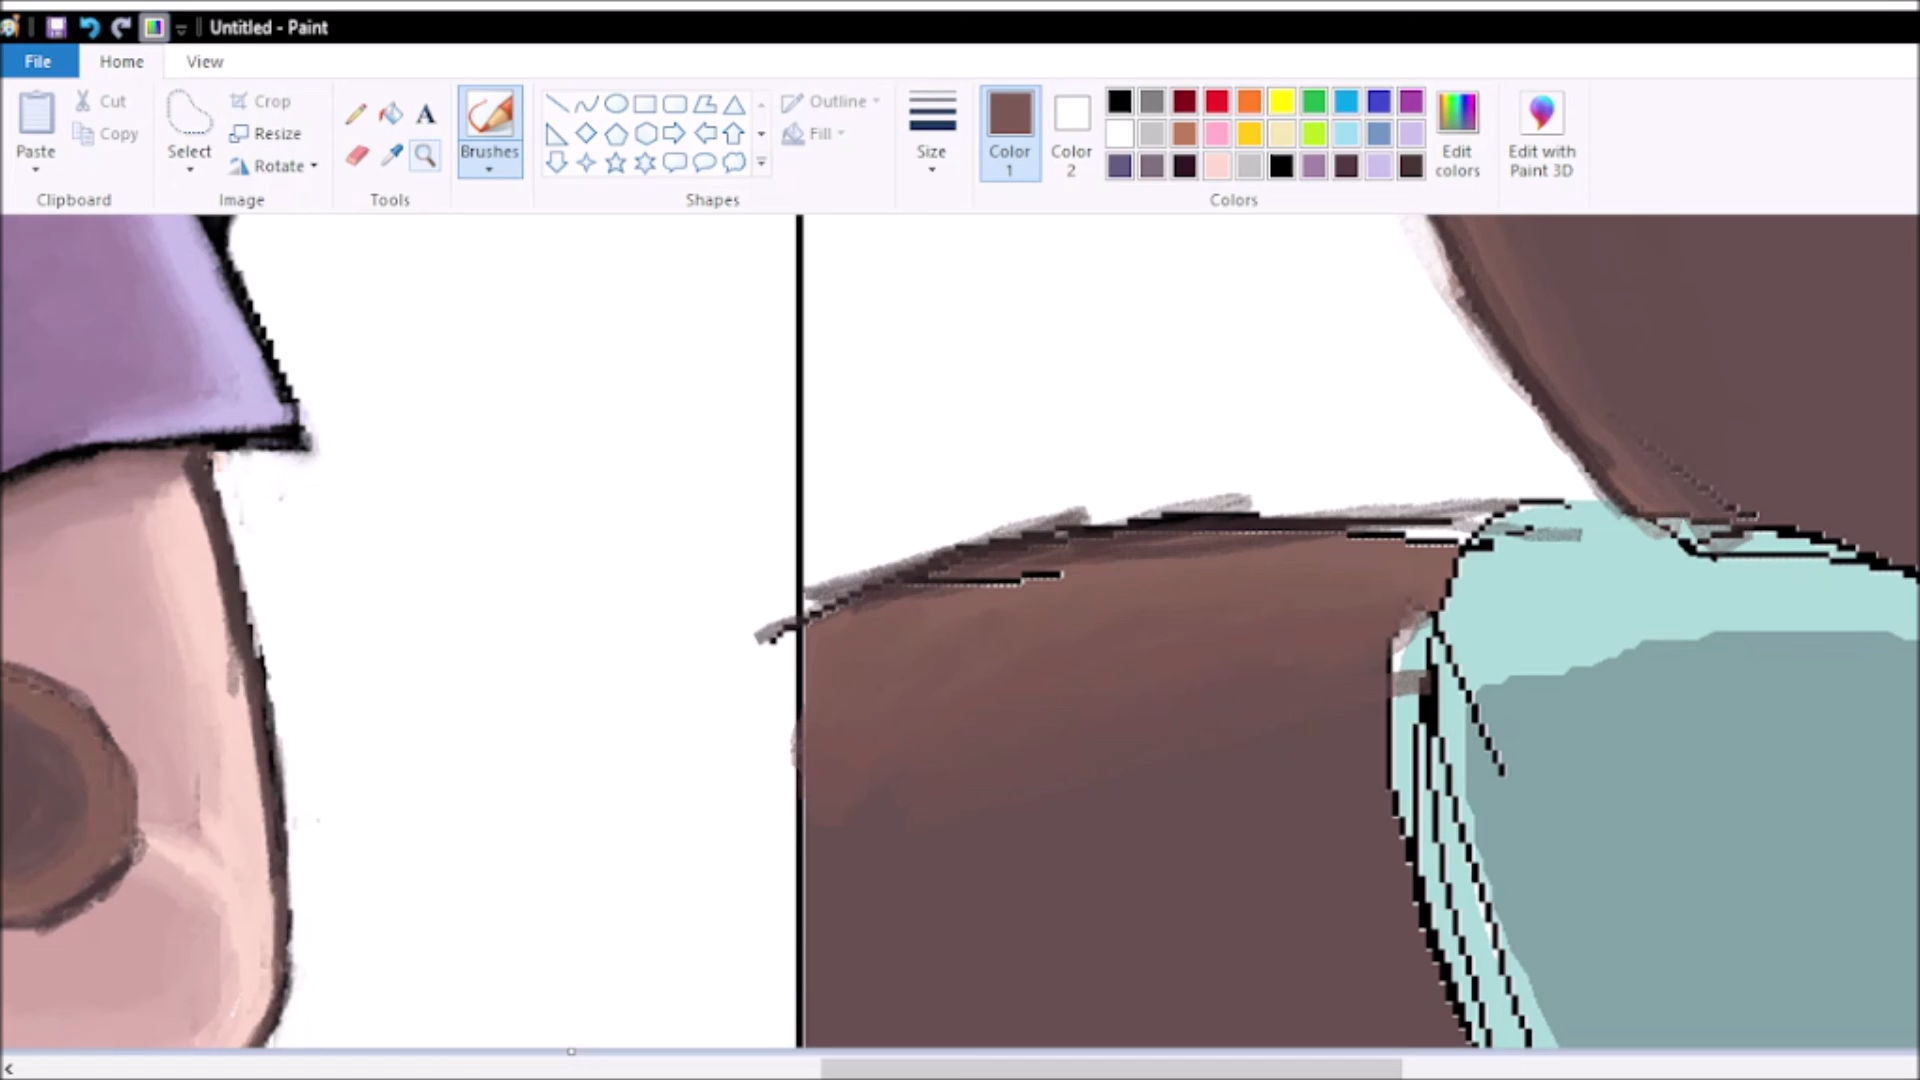 Untitled - Paint
File Home View
Paste Cut Copy Clipboard
Select Crop Resize Rotate Image
A
Tools
Brushes
Shapes
Outline Fill
Size
Color 1
Color 2
Colors
Edit colors
Edit with Paint 3D